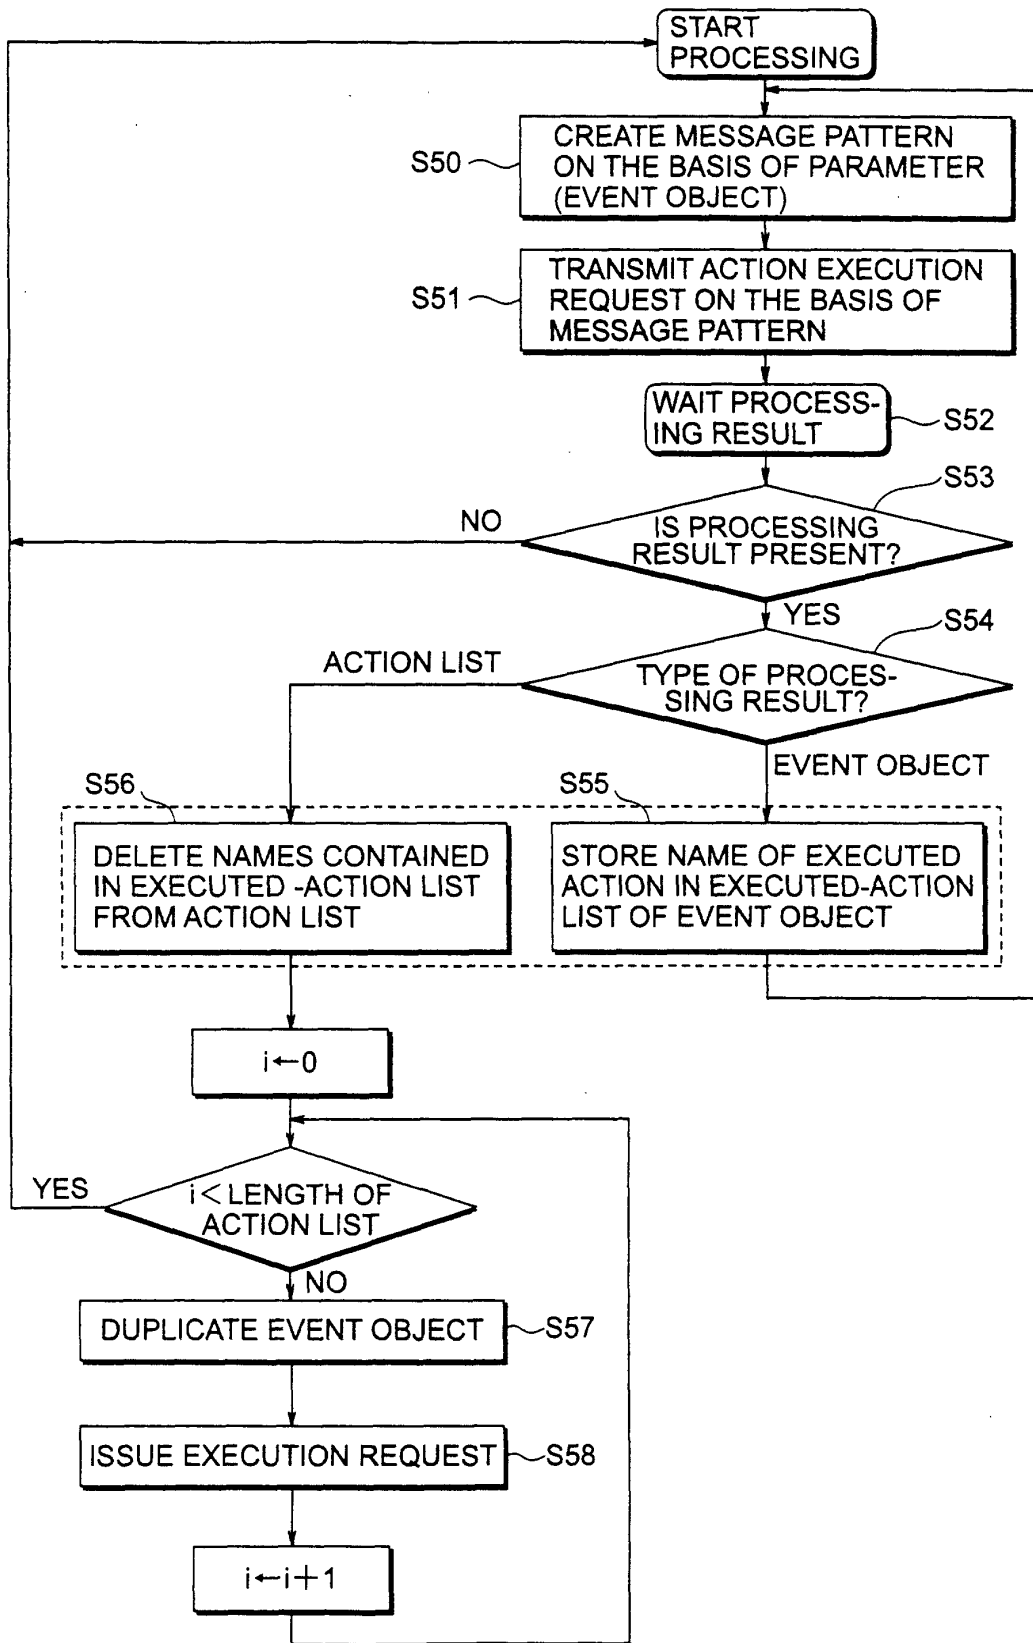 START
PROCESSING
S50
CREATE MESSAGE PATTERN
ON THE BASIS OF PARAMETER
(EVENT OBJECT)
S51
TRANSMIT ACTION EXECUTION
REQUEST ON THE BASIS OF
MESSAGE PATTERN
WAIT PROCESS-
ING RESULT
S52
S53
NO
IS PROCESSING
RESULT PRESENT?
YES
S54
ACTION LIST
TYPE OF PROCES-
SING RESULT?
EVENT OBJECT
S56
S55
DELETE NAMES CONTAINED
IN EXECUTED -ACTION LIST
FROM ACTION LIST
STORE NAME OF EXECUTED
ACTION IN EXECUTED-ACTION
LIST OF EVENT OBJECT
i←0
YES
i<LENGTH OF
ACTION LIST
NO
DUPLICATE EVENT OBJECT
S57
ISSUE EXECUTION REQUEST
S58
i←i+1